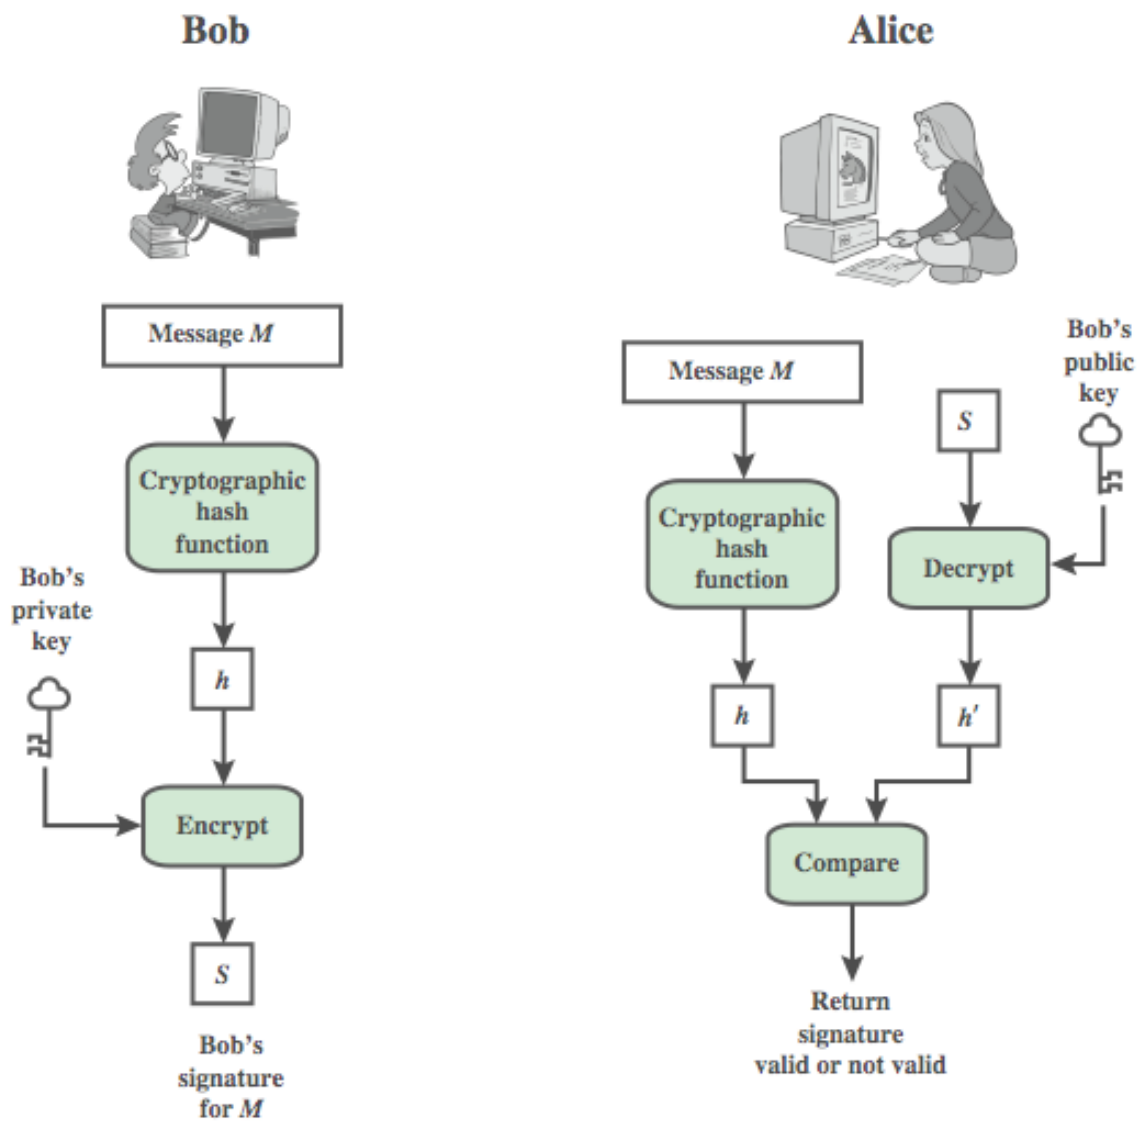 Bob
Message M
Cryptographic
hash
function
Bob's
private
key
h
Encrypt
S
Bob's
signature
for M
Alice
Message M
Bob's
public
key
S
Cryptographic
hash
function
Decrypt
h
h′
Compare
Return
signature
valid or not valid